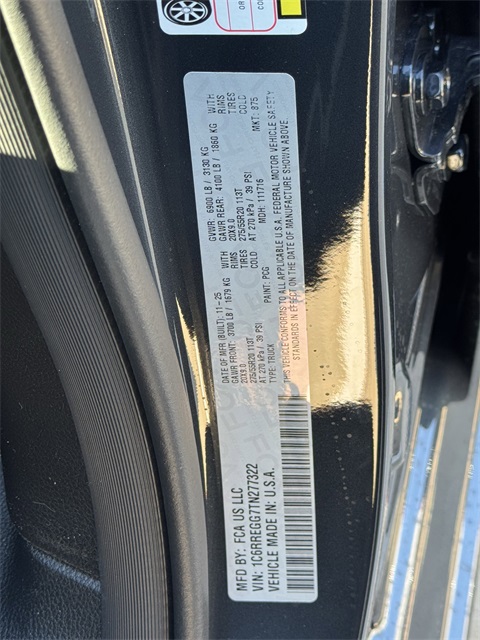 OR
CO
MFD BY: FCA US LLC
DATE OF MFR (BUILT): 11-25
GVWR: 6900 LB / 3130 KG
GAWR FRONT: 3700 LB / 1679 KG WITH
GAWR REAR: 4100 LB / 1860 KG WITH
20X9.0 RIMS
20X9.0 RIMS
275/55R20 113T TIRES
275/55R20 113T TIRES
AT 270 kPa / 39 PSI COLD
AT 270 kPa / 39 PSI COLD
TYPE: TRUCK
PAINT: PCG
MDH: 111716
MKT: 875
THIS VEHICLE CONFORMS TO ALL APPLICABLE U.S.A. FEDERAL MOTOR VEHICLE SAFETY
STANDARDS IN EFFECT ON THE DATE OF MANUFACTURE SHOWN ABOVE.
VIN: 1C6RREGG7TN277322
VEHICLE MADE IN: U.S.A.